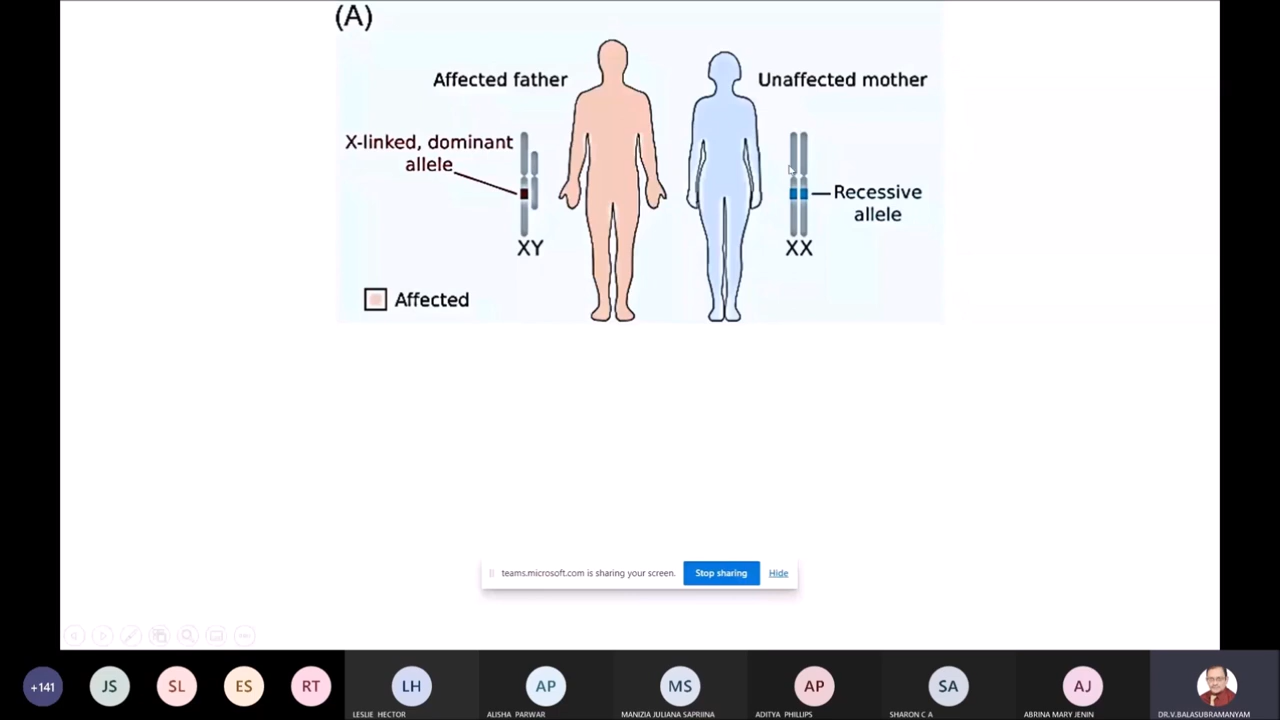 (A)
Affected father
Unaffected mother
X-linked, dominant
allele
Recessive
allele
XY
XX
Affected
teams.microsoft.com is sharing your screen.
Stop sharing
Hide
+141
JS
SL
ES
RT
LH
AP
MS
AP
SA
AJ
LESLIE HECTOR
ALISHA PARWAR
MANIZIA JULIANA SAPRIINA
ADITYA PHILLIPS
SHARON C A
ABRINA MARY JENIN
DR.V.BALASUBRAMANYAM